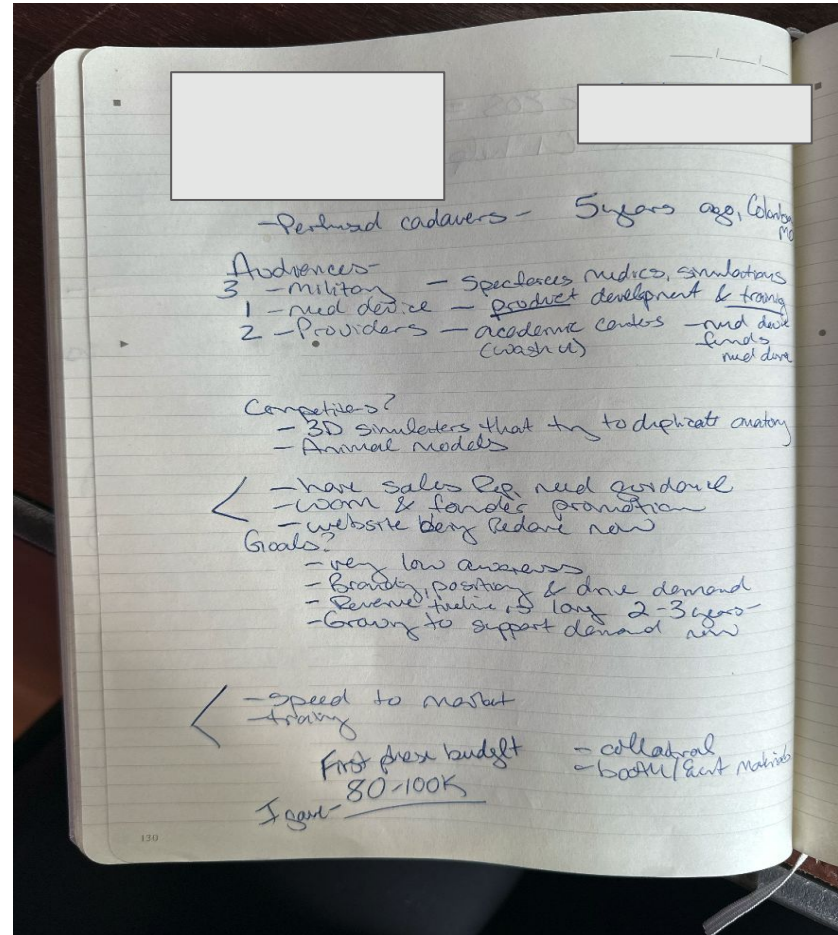 - Perfused cadavers - 5 years ago, Columbia
Mo
Audiences -
3 - military - Spec forces medics, simulations
1 - med device - product development & training
2 - Providers - academic centers - med device
(wash u) funds
med device
Competitors?
- 3D simulators that try to duplicate anatomy
- Animal models
- have sales Rep, need guidance
- WOM & founder promotion
- website being Redone now
Goals?
- very low awareness
- Branding, position & drive demand
- Revenue timeline is long 2-3 years -
- Growing to support demand now
- speed to market
- training
First phase budget - collateral
80-100K - booth/Event materials
I gave -
130